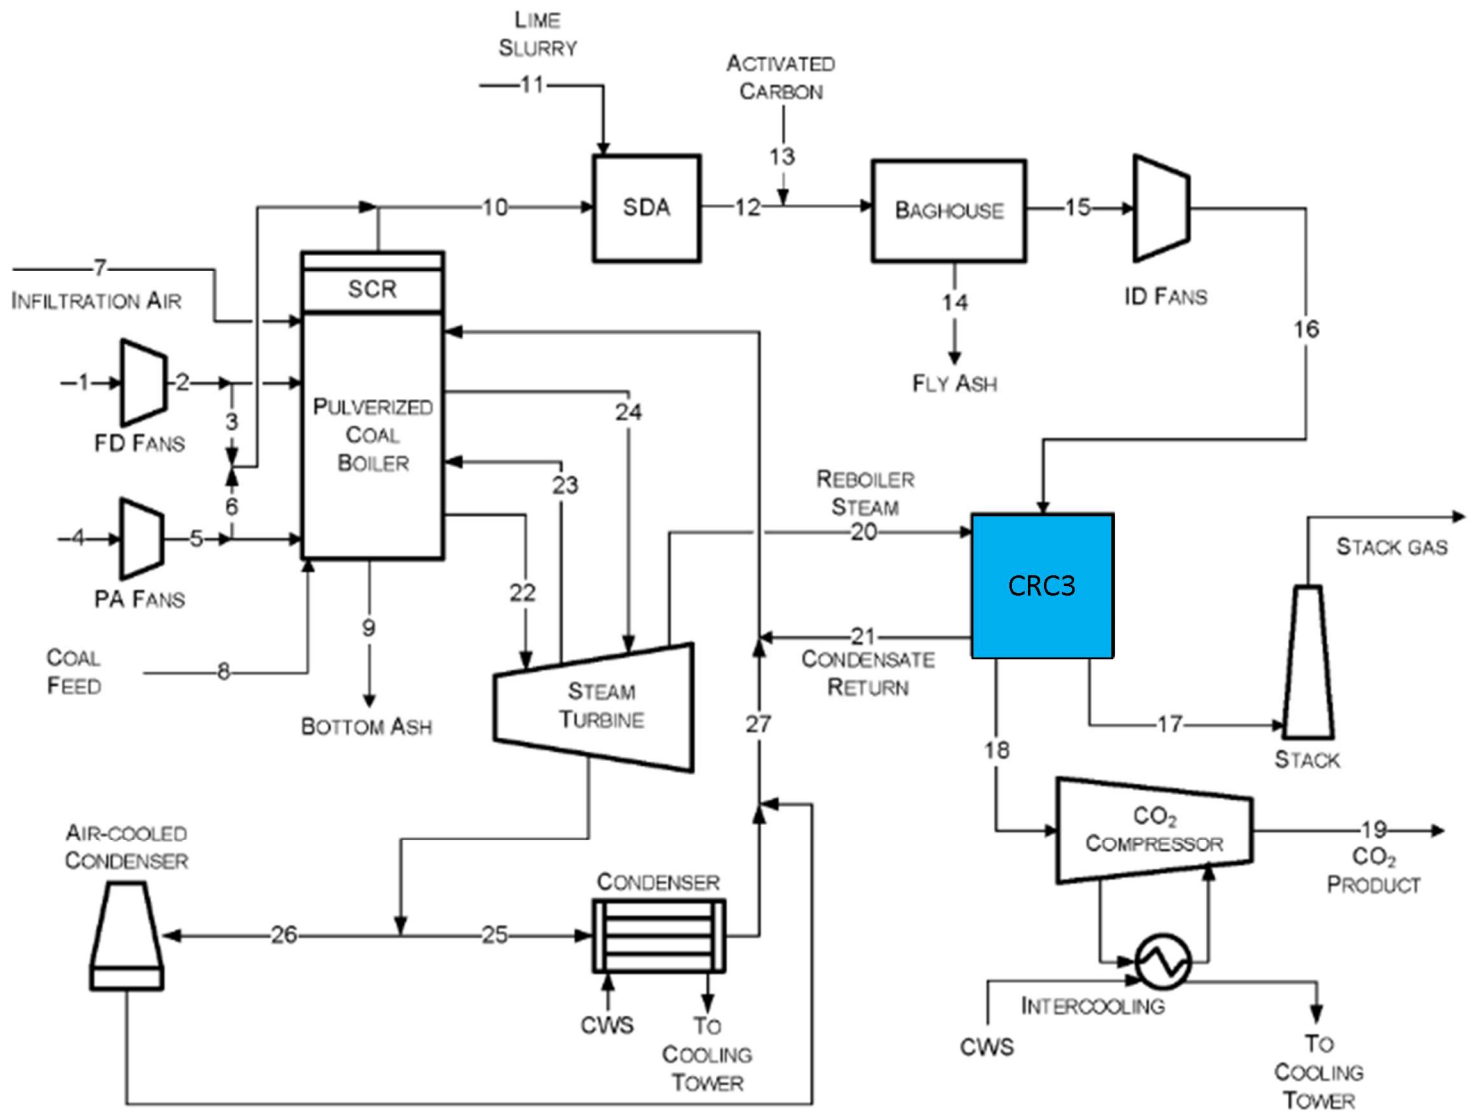 LIME
SLURRY
11
ACTIVATED
CARBON
13
10
SDA
12
BAGHOUSE
15
ID FANS
14
FLY ASH
16
7
INFILTRATION AIR
SCR
1
2
FD FANS
3
6
4
5
PA FANS
PULVERIZED
COAL
BOILER
24
23
22
COAL
FEED
8
9
BOTTOM ASH
STEAM
TURBINE
REBOILER
STEAM
20
CRC3
21
CONDENSATE
RETURN
27
STACK GAS
17
STACK
18
CO2
COMPRESSOR
19
CO2
PRODUCT
INTERCOOLING
CWS
TO
COOLING
TOWER
AIR-COOLED
CONDENSER
26
25
CONDENSER
CWS
TO
COOLING
TOWER